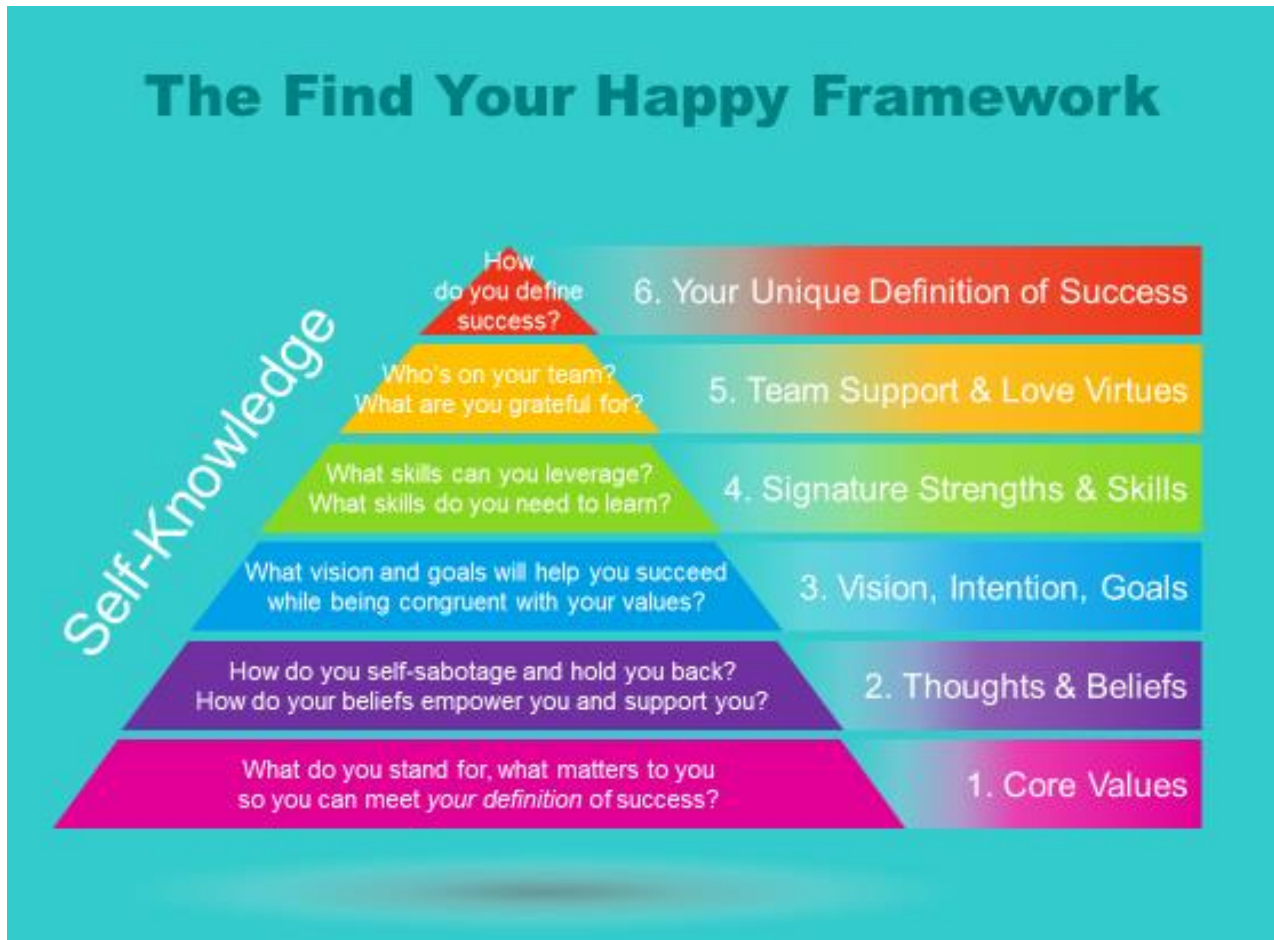 The Find Your Happy Framework
Self-Knowledge
How
do you define
success?
6. Your Unique Definition of Success
Who's on your team?
What are you grateful for?
5. Team Support & Love Virtues
What skills can you leverage?
What skills do you need to learn?
4. Signature Strengths & Skills
What vision and goals will help you succeed
while being congruent with your values?
3. Vision, Intention, Goals
How do you self-sabotage and hold you back?
How do your beliefs empower you and support you?
2. Thoughts & Beliefs
What do you stand for, what matters to you
so you can meet your definition of success?
1. Core Values